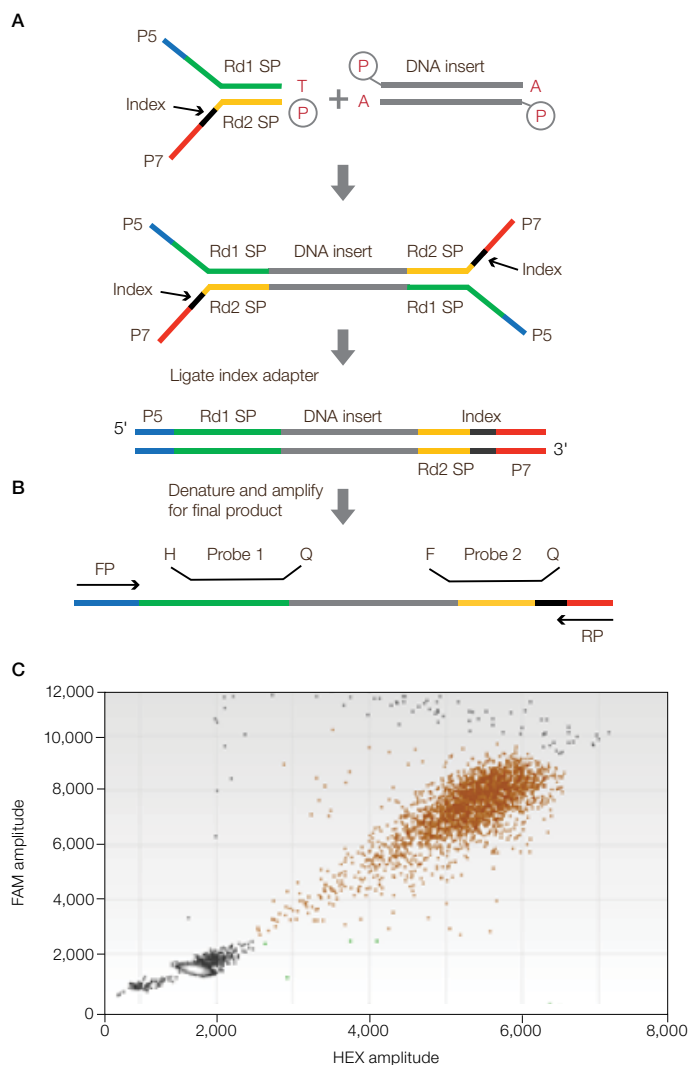 A
P5
Rd1 SP
T
Index
Rd2 SP
P
P7
+
P
DNA insert
A
A
P
P5
Rd1 SP
DNA insert
Rd2 SP
P7
Index
Index
Rd2 SP
Rd1 SP
P7
P5
Ligate index adapter
5'
P5
Rd1 SP
DNA insert
Index
3'
Rd2 SP
P7
B
Denature and amplify
for final product
FP
H
Probe 1
Q
F
Probe 2
Q
RP
C
12,000
10,000
8,000
6,000
4,000
2,000
0
FAM amplitude
0
2,000
4,000
6,000
8,000
HEX amplitude